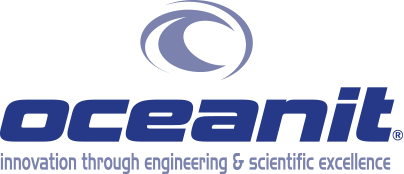 oceanit®
innovation through engineering & scientific excellence